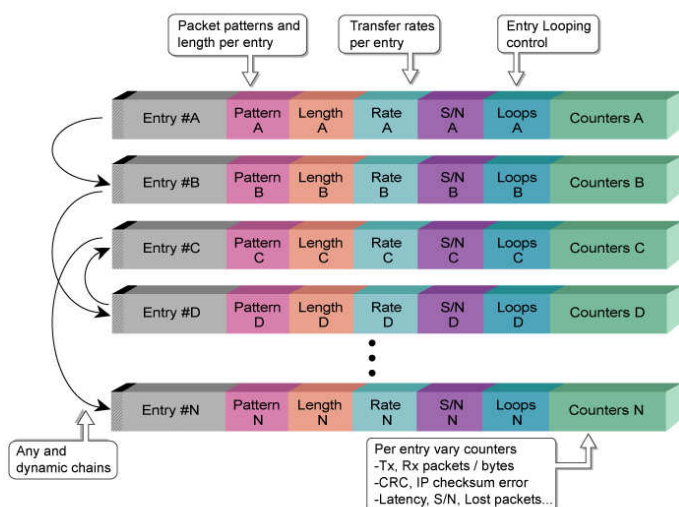 Packet patterns and
length per entry
Transfer rates
per entry
Entry Looping
control
Entry #A
Pattern
A
Length
A
Rate
A
S/N
A
Loops
A
Counters A
Entry #B
Pattern
B
Length
B
Rate
B
S/N
B
Loops
B
Counters B
Entry #C
Pattern
C
Length
C
Rate
C
S/N
C
Loops
C
Counters C
Entry #D
Pattern
D
Length
D
Rate
D
S/N
D
Loops
D
Counters D
Entry #N
Pattern
N
Length
N
Rate
N
S/N
N
Loops
N
Counters N
Any and
dynamic chains
Per entry vary counters
-Tx, Rx packets / bytes
-CRC, IP checksum error
-Latency, S/N, Lost packets...